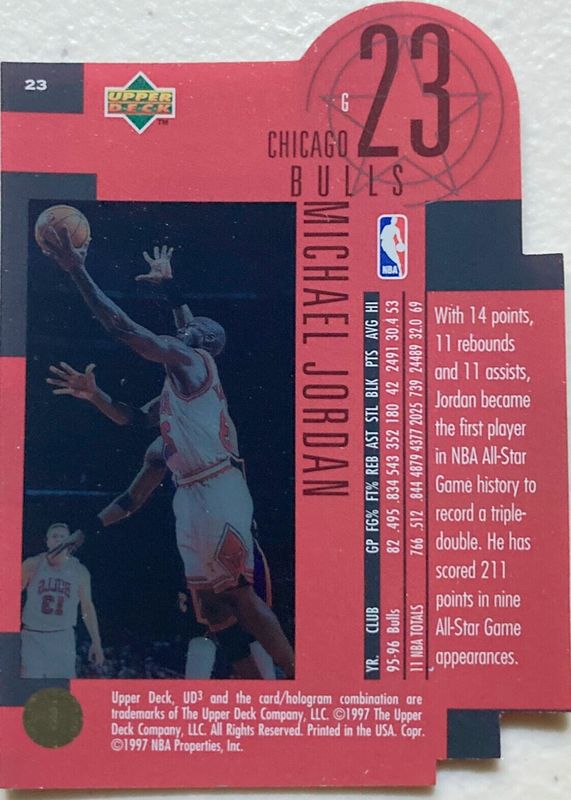 23
UPPER
DECK
TM
G
23
CHICAGO
BULLS
MICHAEL JORDAN
NBA
YR. CLUB GP FG% FT% REB AST STL BLK PTS AVG HI
95-96 Bulls 82 .495 .834 543 352 180 42 2491 30.4 53
11 NBA TOTALS 766 .512 .844 4879 4377 2025 739 24489 32.0 69
With 14 points,
11 rebounds
and 11 assists,
Jordan became
the first player
in NBA All-Star
Game history to
record a triple-
double. He has
scored 211
points in nine
All-Star Game
appearances.
BULLS
13
Upper Deck, UD3 and the card/hologram combination are
trademarks of The Upper Deck Company, LLC. ©1997 The Upper
Deck Company, LLC. All Rights Reserved. Printed in the USA. Copr.
©1997 NBA Properties, Inc.